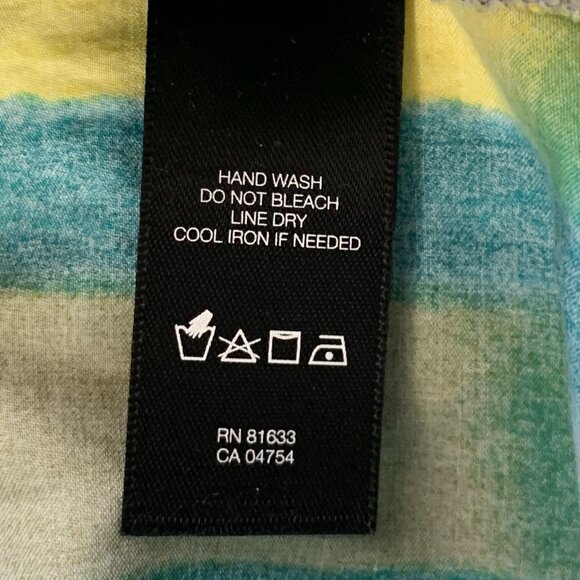 HAND WASH
DO NOT BLEACH
LINE DRY
COOL IRON IF NEEDED
RN 81633
CA 04754